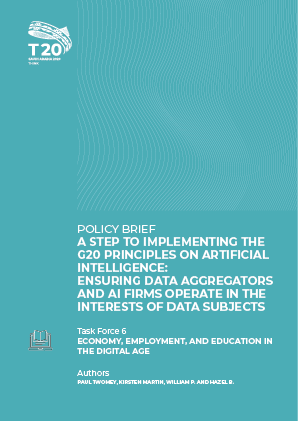 T20
SAUDI ARABIA 2020
THINK
POLICY BRIEF
A STEP TO IMPLEMENTING THE
G20 PRINCIPLES ON ARTIFICIAL
INTELLIGENCE:
ENSURING DATA AGGREGATORS
AND AI FIRMS OPERATE IN THE
INTERESTS OF DATA SUBJECTS
Task Force 6
ECONOMY, EMPLOYMENT, AND EDUCATION IN
THE DIGITAL AGE
Authors
PAUL TWOMEY, KIRSTEN MARTIN, WILLIAM P. AND HAZEL B.